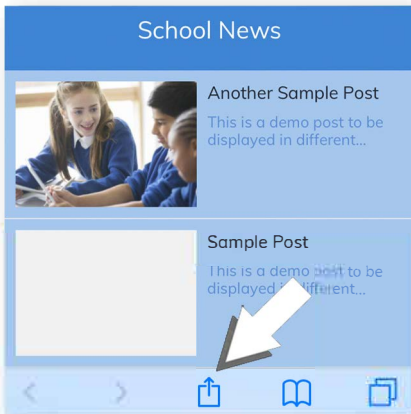 School News
Another Sample Post
This is a demo post to be
displayed in different...
Sample Post
This is a demo post to be
displayed in different...